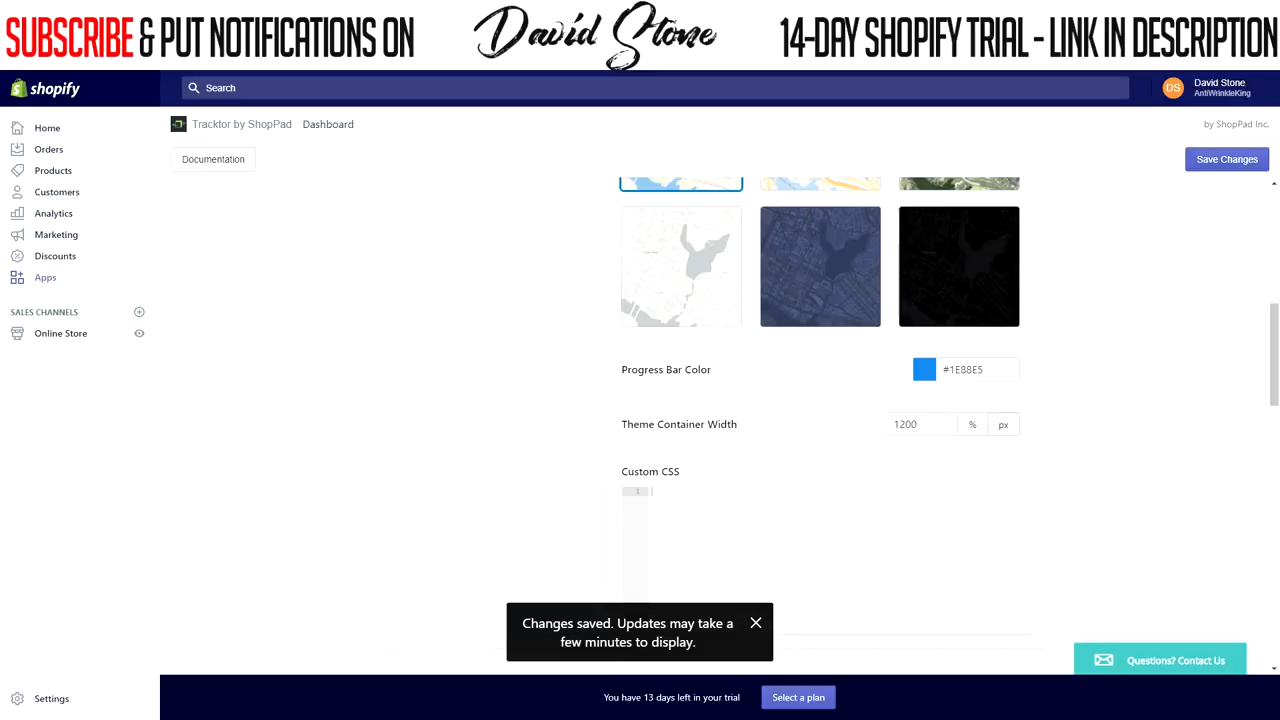 SUBSCRIBE & PUT NOTIFICATIONS ON
David Stone
14-DAY SHOPIFY TRIAL - LINK IN DESCRIPTION
shopify
Search
DS
David Stone
AntiWrinkleKing
Home
Orders
Products
Customers
Analytics
Marketing
Discounts
Apps
SALES CHANNELS
Online Store
Settings
Tracktor by ShopPad Dashboard
by ShopPad Inc.
Documentation
Save Changes
Progress Bar Color
#1E88E5
Theme Container Width
1200 % px
Custom CSS
1
Changes saved. Updates may take a
few minutes to display.
Questions? Contact Us
You have 13 days left in your trial
Select a plan